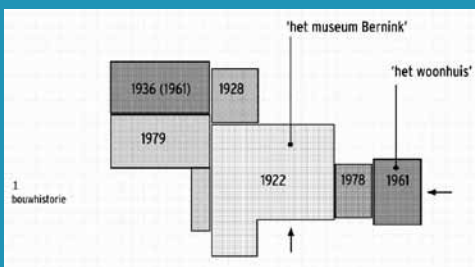 'het museum Bernink'
'het woonhuis'
1936 (1961)
1928
1979
1922
1978
1961
1
bouwhistorie